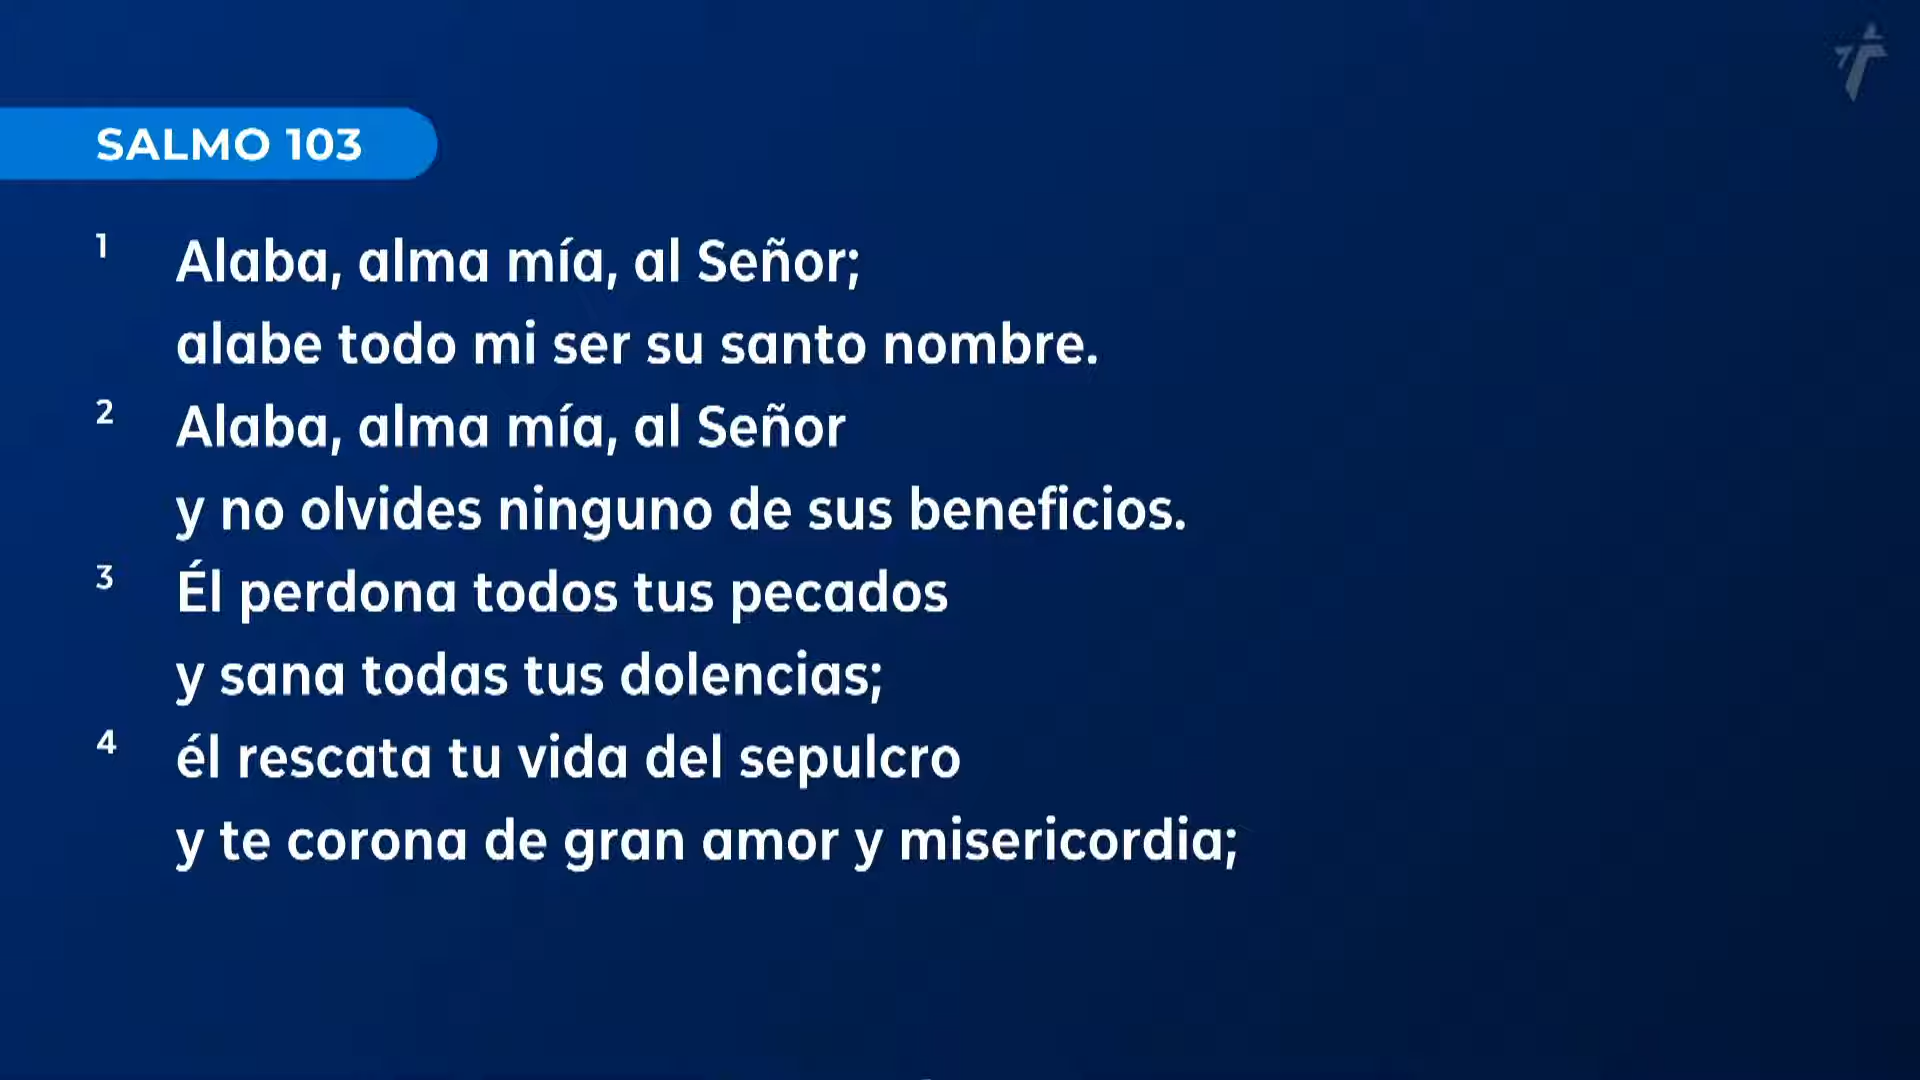 SALMO 103
1 Alaba, alma mía, al Señor;
alabe todo mi ser su santo nombre.
2 Alaba, alma mía, al Señor
y no olvides ninguno de sus beneficios.
3 Él perdona todos tus pecados
y sana todas tus dolencias;
4 él rescata tu vida del sepulcro
y te corona de gran amor y misericordia;